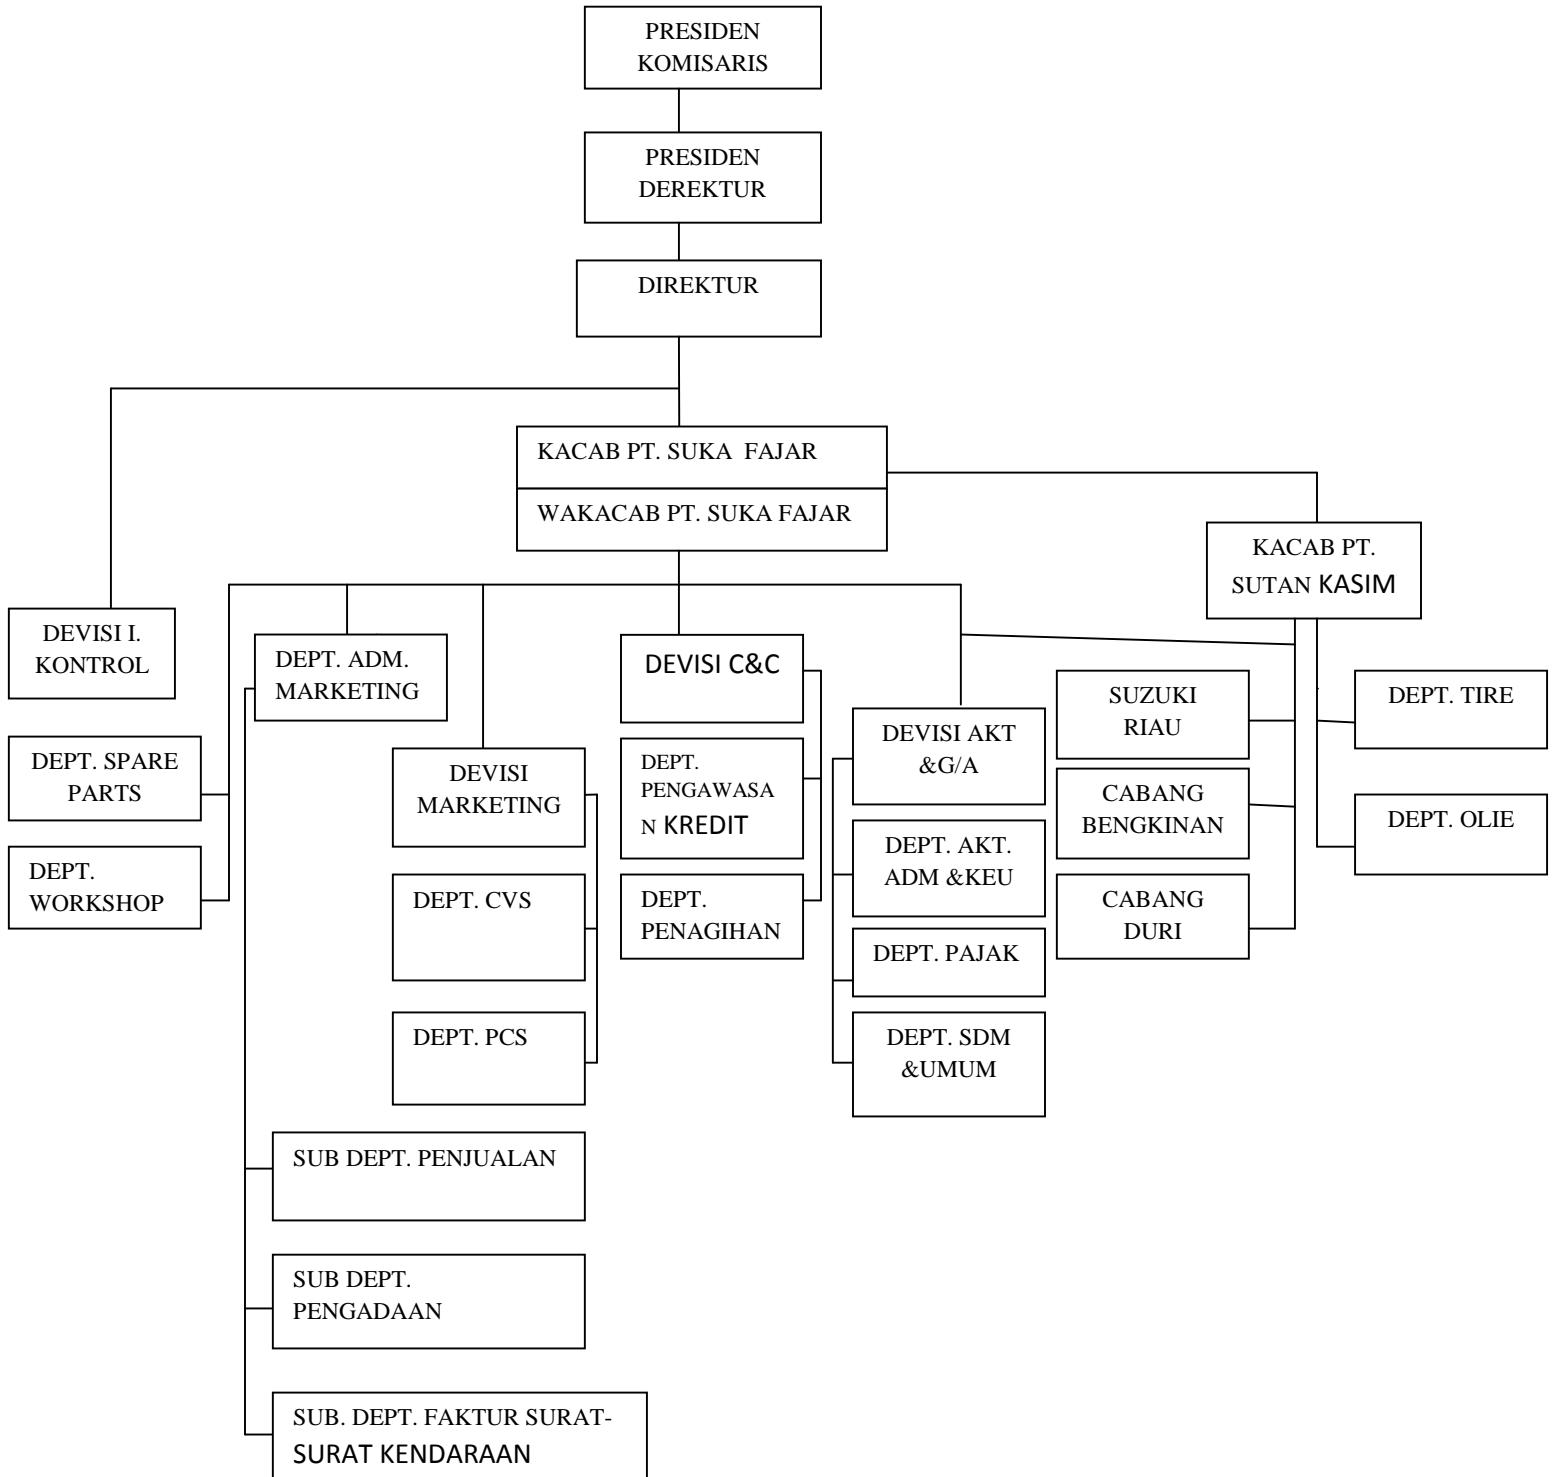 PRESIDEN
KOMISARIS
PRESIDEN
DEREKTUR
DIREKTUR
KACAB PT. SUKA  FAJAR
WAKACAB PT. SUKA FAJAR
KACAB PT.
SUTAN KASIM
DEVISI I.
KONTROL
DEPT. ADM.
MARKETING
DEVISI C&C
SUZUKI
RIAU
DEPT. TIRE
DEVISI AKT
&G/A
DEPT. SPARE
PARTS
DEVISI
MARKETING
DEPT.
PENGAWASA
N KREDIT
CABANG
BENGKINAN
DEPT. OLIE
DEPT. AKT.
ADM &KEU
DEPT.
WORKSHOP
DEPT. CVS
DEPT.
PENAGIHAN
CABANG
DURI
DEPT. PAJAK
DEPT. PCS
DEPT. SDM
&UMUM
SUB DEPT. PENJUALAN
SUB DEPT.
PENGADAAN
SUB. DEPT. FAKTUR SURAT-
SURAT KENDARAAN